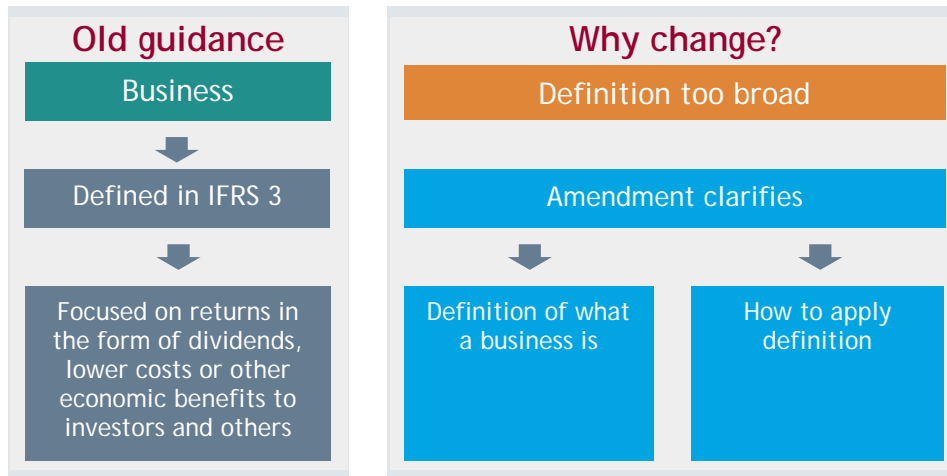 Old guidance
Business
Defined in IFRS 3
Focused on returns in
the form of dividends,
lower costs or other
economic benefits to
investors and others
Why change?
Definition too broad
Amendment clarifies
Definition of what
a business is
How to apply
definition